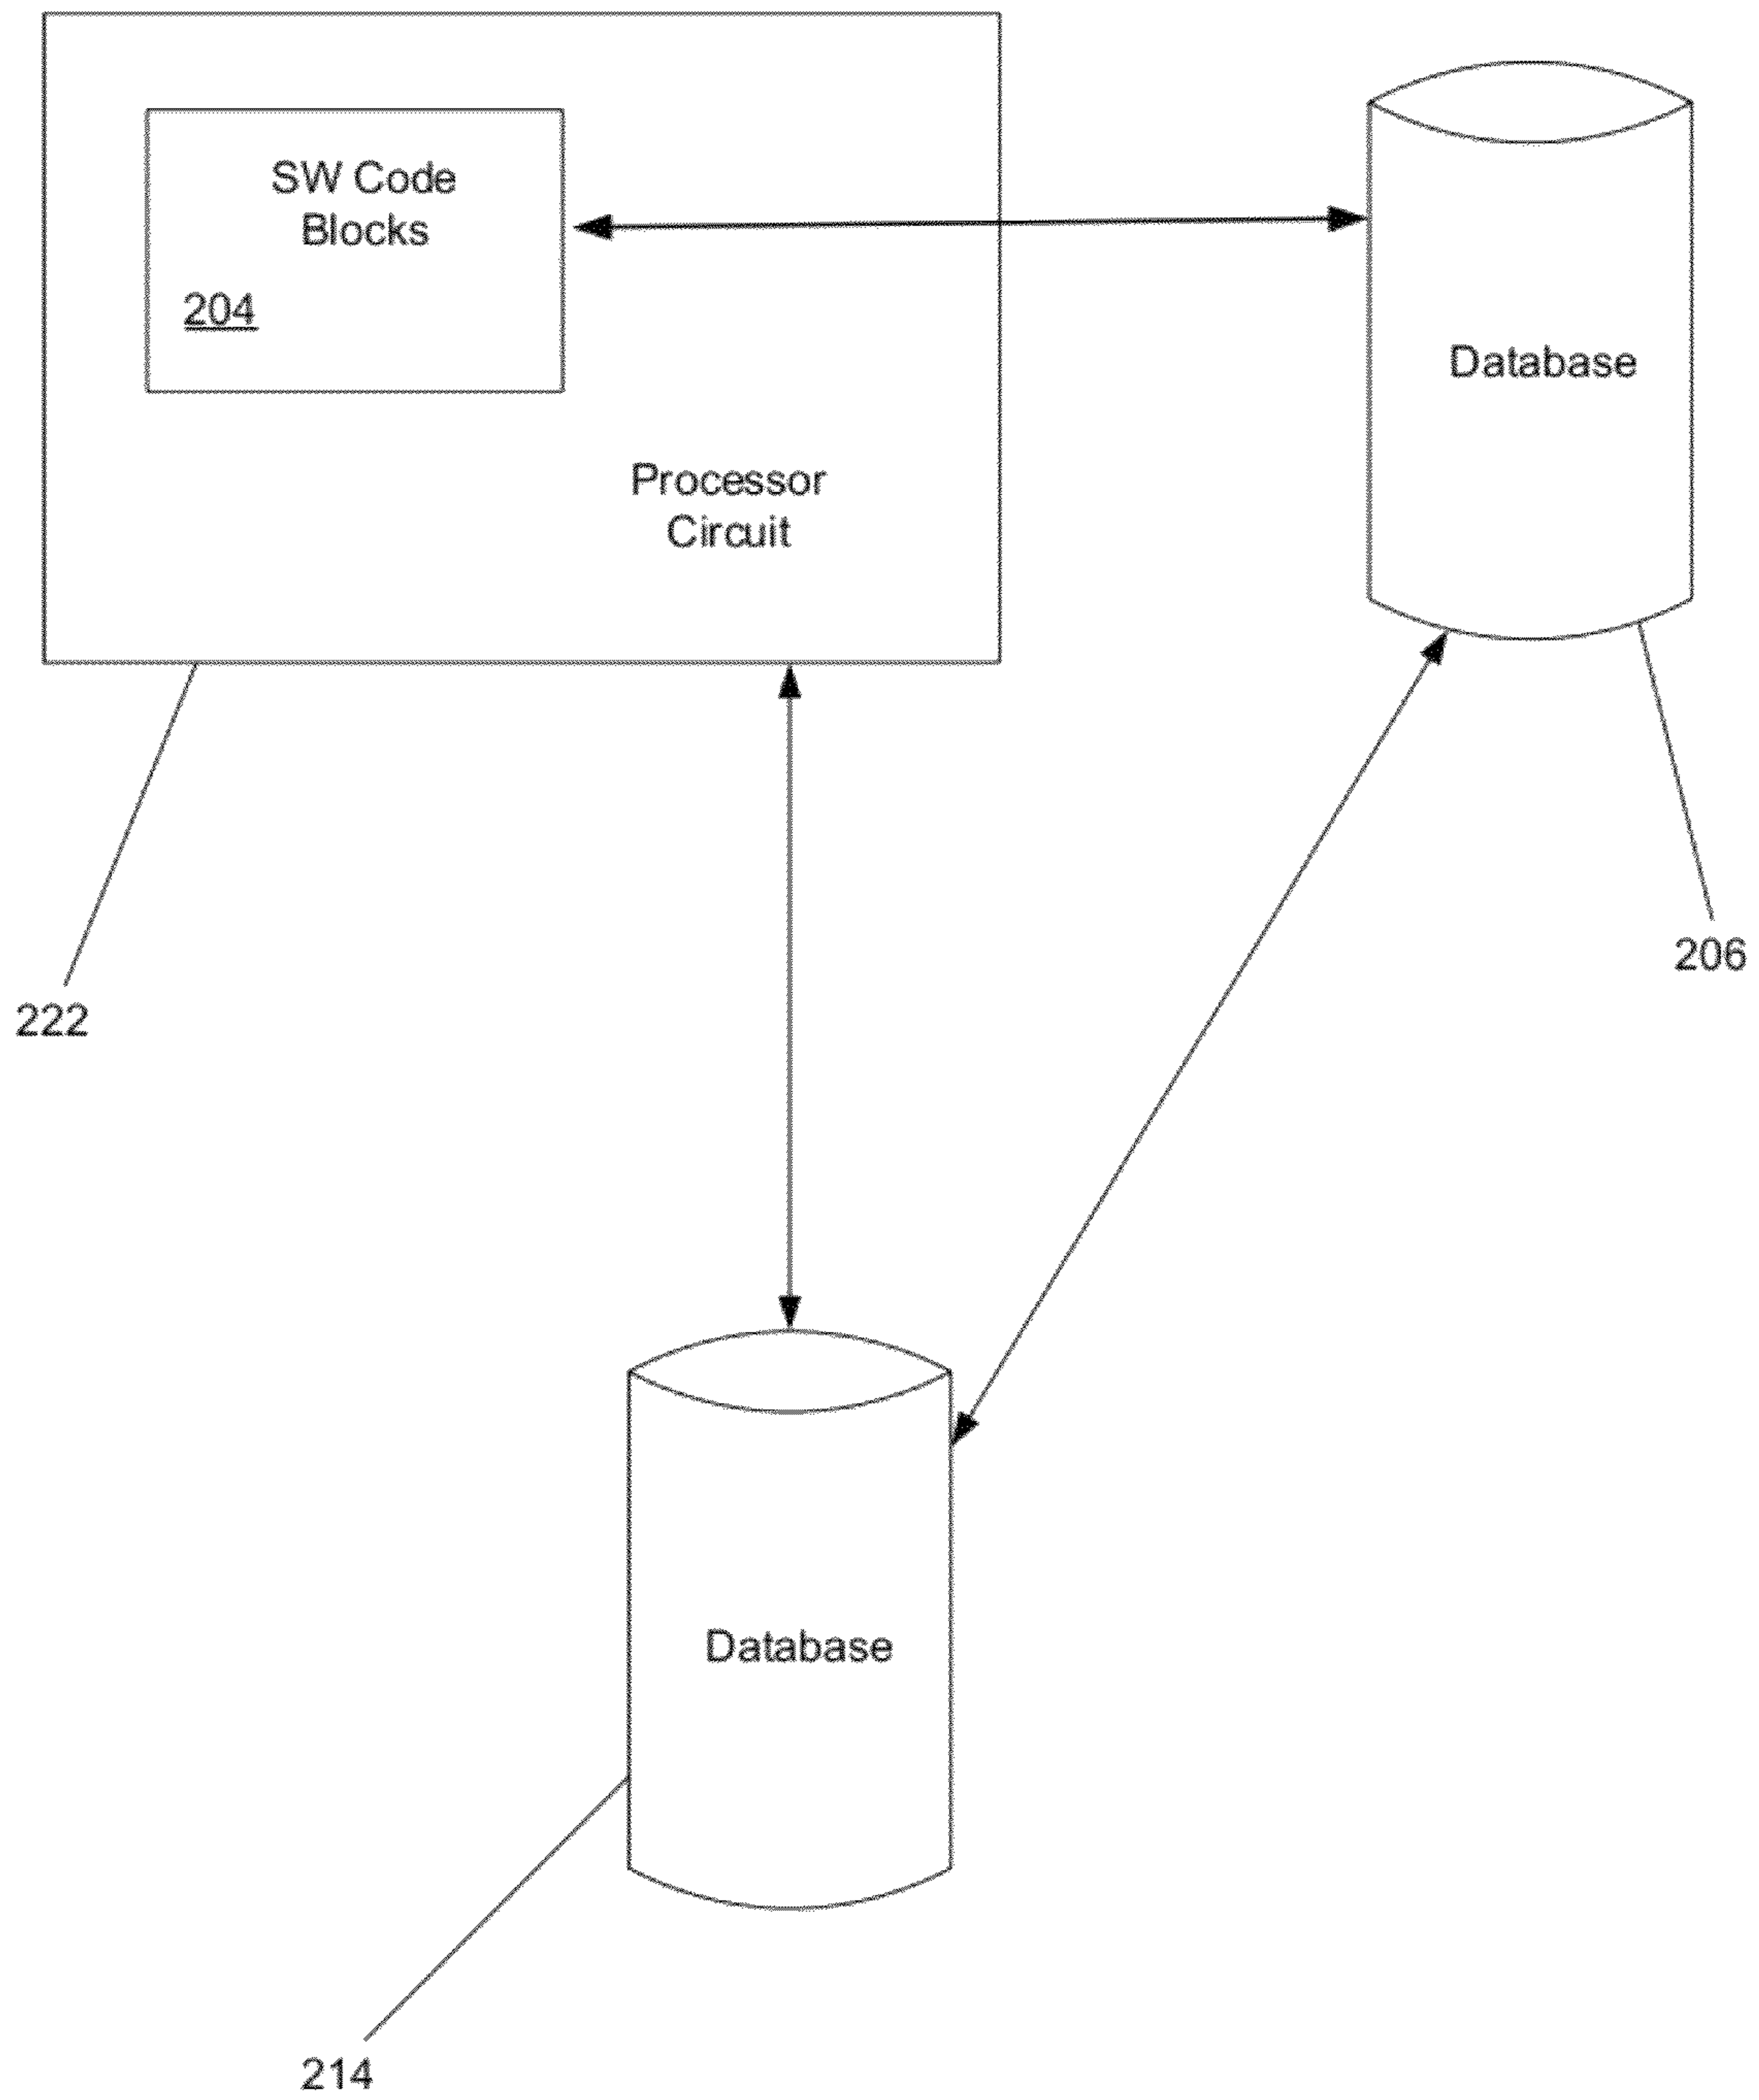 SW Code
Blocks
204
Database
Processor
Circuit
206
222
Database
214